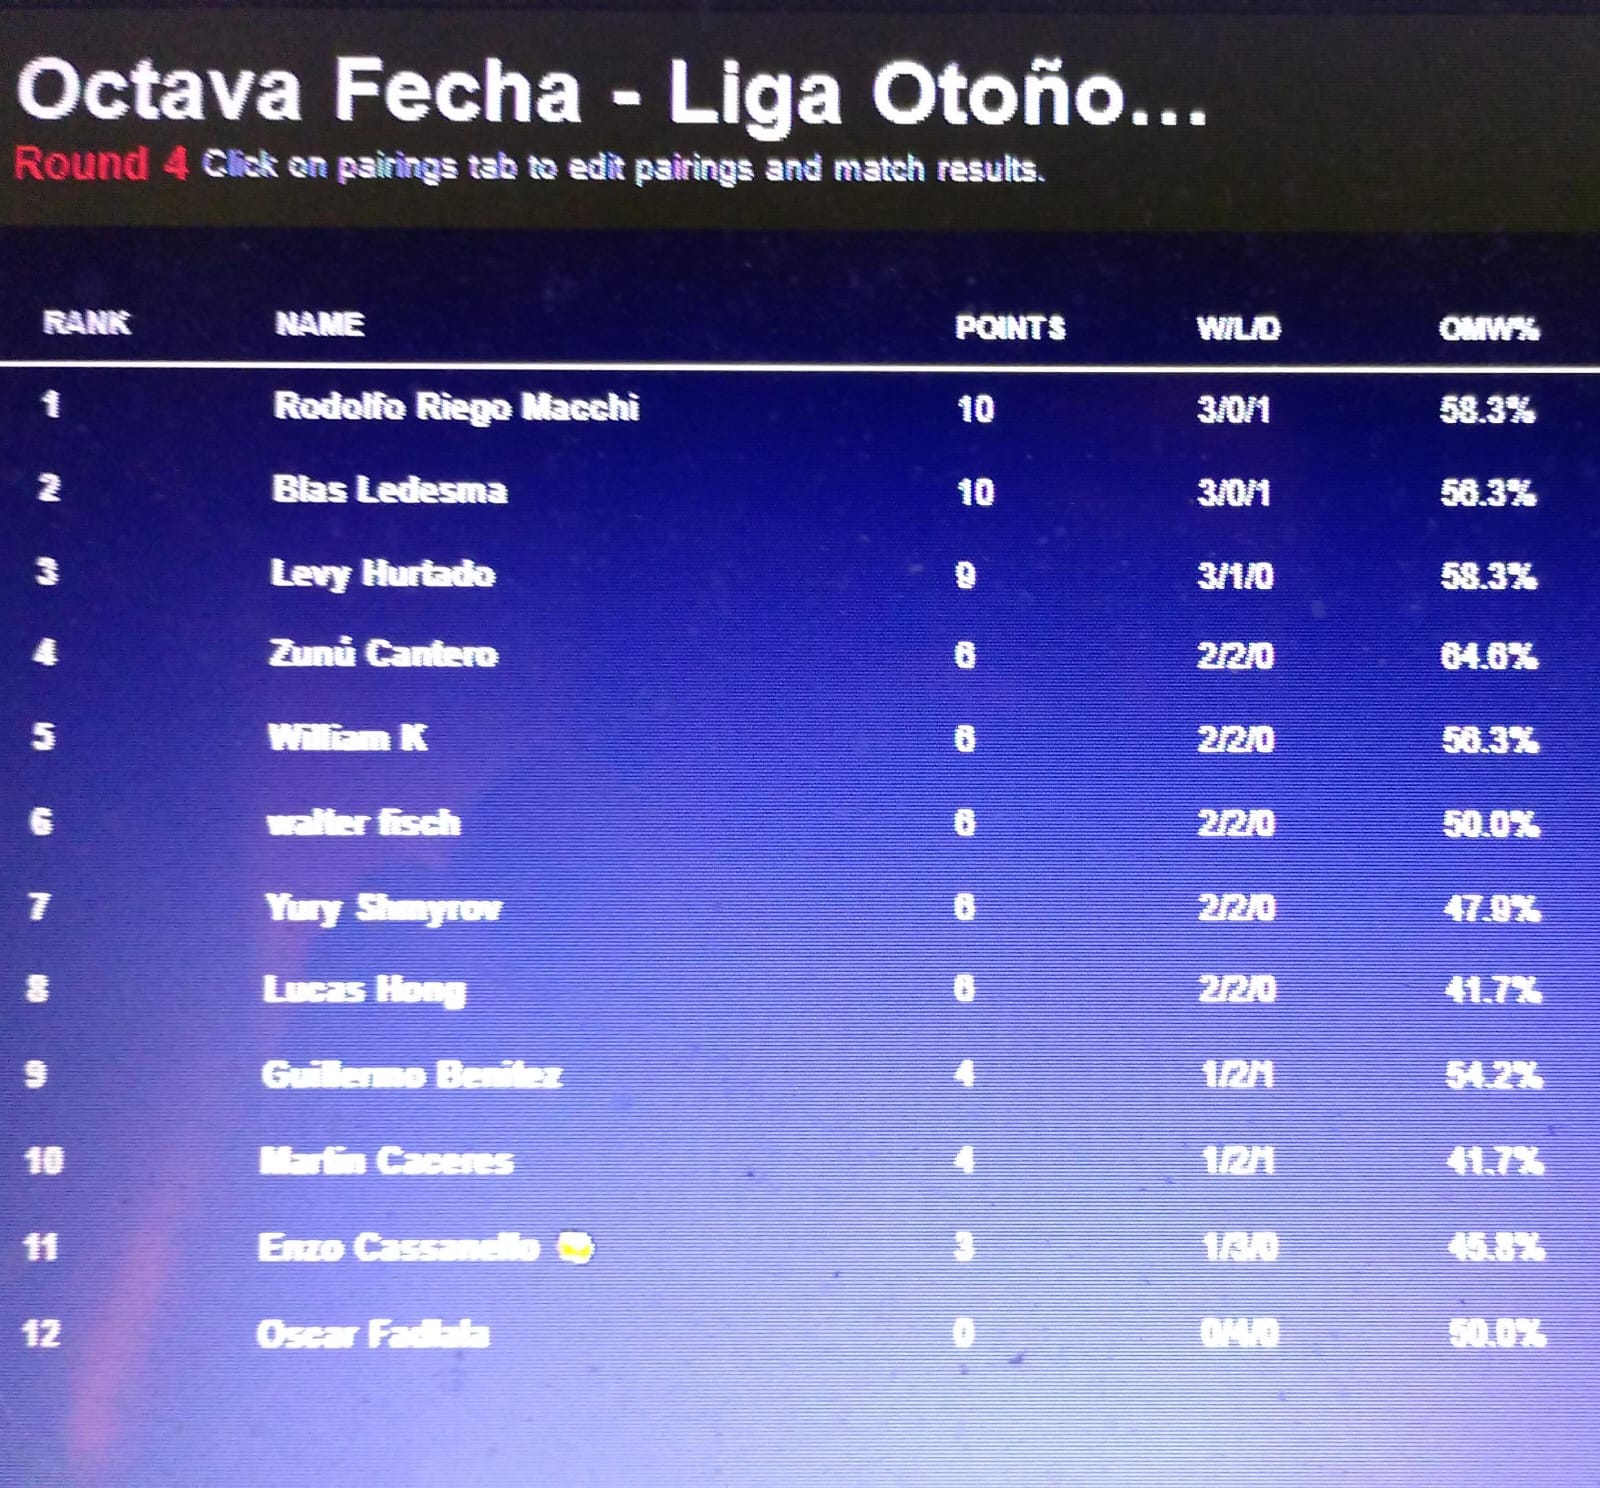 Octava Fecha - Liga Otoño...
Round 4 Click on pairings tab to edit pairings and match results.
RANK NAME POINTS W/L/D OMW%
1 Rodolfo Riego Macchi 10 3/0/1 58.3%
2 Blas Ledesma 10 3/0/1 56.3%
3 Levy Hurtado 9 3/1/0 58.3%
4 Zunú Cantero 6 2/2/0 64.6%
5 William K 6 2/2/0 56.3%
6 walter fisch 6 2/2/0 50.0%
7 Yury Shmyrov 6 2/2/0 47.9%
8 Lucas Hong 6 2/2/0 41.7%
9 Guillermo Benitez 4 1/2/1 54.2%
10 Martin Caceres 4 1/2/1 41.7%
11 Enzo Cassanello 3 1/3/0 45.8%
12 Oscar Fadlala 0 0/4/0 50.0%